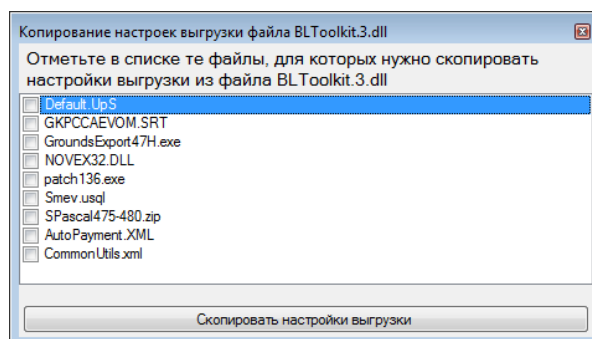 Копирование настроек выгрузки файла BLToolkit.3.dll
Отметьте в списке те файлы, для которых нужно скопировать
настройки выгрузки из файла BLToolkit.3.dll
Default.UpS
GKPCCAEVOM.SRT
GroundsExport47H.exe
NOVEX32.DLL
patch136.exe
Smev.usql
SPascal475-480.zip
AutoPayment.XML
CommonUtils.xml
Скопировать настройки выгрузки